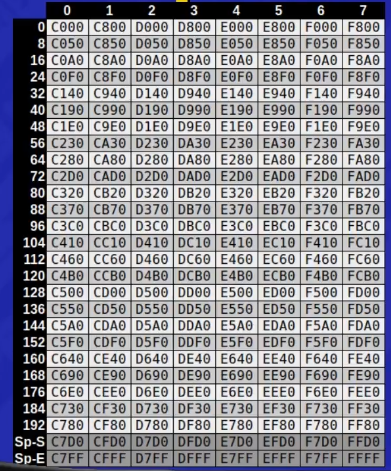 0 1 2 3 4 5 6 7
0 C000 C800 D000 D800 E000 E800 F000 F800
8 C050 C850 D050 D850 E050 E850 F050 F850
16 C0A0 C8A0 D0A0 D8A0 E0A0 E8A0 F0A0 F8A0
24 C0F0 C8F0 D0F0 D8F0 E0F0 E8F0 F0F0 F8F0
32 C140 C940 D140 D940 E140 E940 F140 F940
40 C190 C990 D190 D990 E190 E990 F190 F990
48 C1E0 C9E0 D1E0 D9E0 E1E0 E9E0 F1E0 F9E0
56 C230 CA30 D230 DA30 E230 EA30 F230 FA30
64 C280 CA80 D280 DA80 E280 EA80 F280 FA80
72 C2D0 CAD0 D2D0 DAD0 E2D0 EAD0 F2D0 FAD0
80 C320 CB20 D320 DB20 E320 EB20 F320 FB20
88 C370 CB70 D370 DB70 E370 EB70 F370 FB70
96 C3C0 CBC0 D3C0 DBC0 E3C0 EBC0 F3C0 FBC0
104 C410 CC10 D410 DC10 E410 EC10 F410 FC10
112 C460 CC60 D460 DC60 E460 EC60 F460 FC60
120 C4B0 CCB0 D4B0 DCB0 E4B0 ECB0 F4B0 FCB0
128 C500 CD00 D500 DD00 E500 ED00 F500 FD00
136 C550 CD50 D550 DD50 E550 ED50 F550 FD50
144 C5A0 CDA0 D5A0 DDA0 E5A0 EDA0 F5A0 FDA0
152 C5F0 CDF0 D5F0 DDF0 E5F0 EDF0 F5F0 FDF0
160 C640 CE40 D640 DE40 E640 EE40 F640 FE40
168 C690 CE90 D690 DE90 E690 EE90 F690 FE90
176 C6E0 CEE0 D6E0 DEE0 E6E0 EEE0 F6E0 FEE0
184 C730 CF30 D730 DF30 E730 EF30 F730 FF30
192 C780 CF80 D780 DF80 E780 EF80 F780 FF80
Sp-S C7D0 CFD0 D7D0 DFD0 E7D0 EFD0 F7D0 FFD0
Sp-E C7FF CFFF D7FF DFFF E7FF EFFF F7FF FFFF